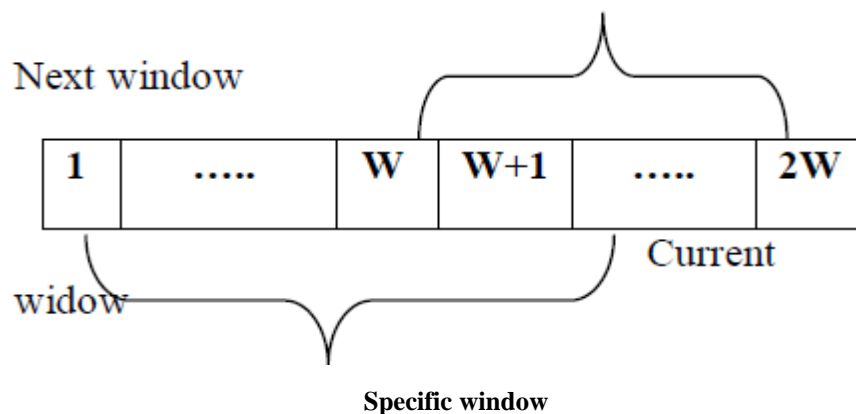 Next window
1 ….. W W+1 ….. 2W
Current
widow
Specific window